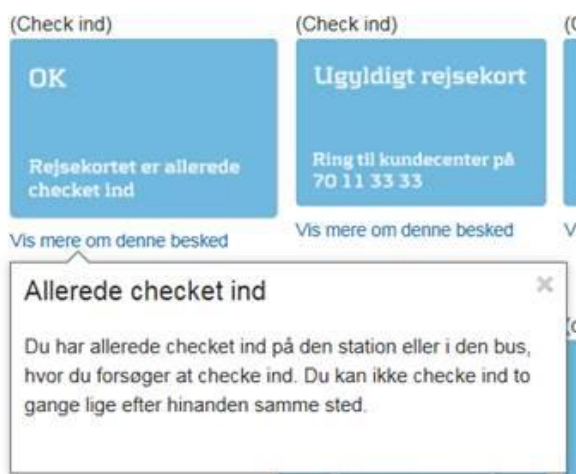 (Check ind)
OK
Rejsekortet er allerede
checket ind
Vis mere om denne besked
(Check ind)
Ugyldigt rejsekort
Ring til kundecenter på
70 11 33 33
Vis mere om denne besked
Allerede checket ind
Du har allerede checket ind på den station eller i den bus,
hvor du forsøger at checke ind. Du kan ikke checke ind to
gange lige efter hinanden samme sted.